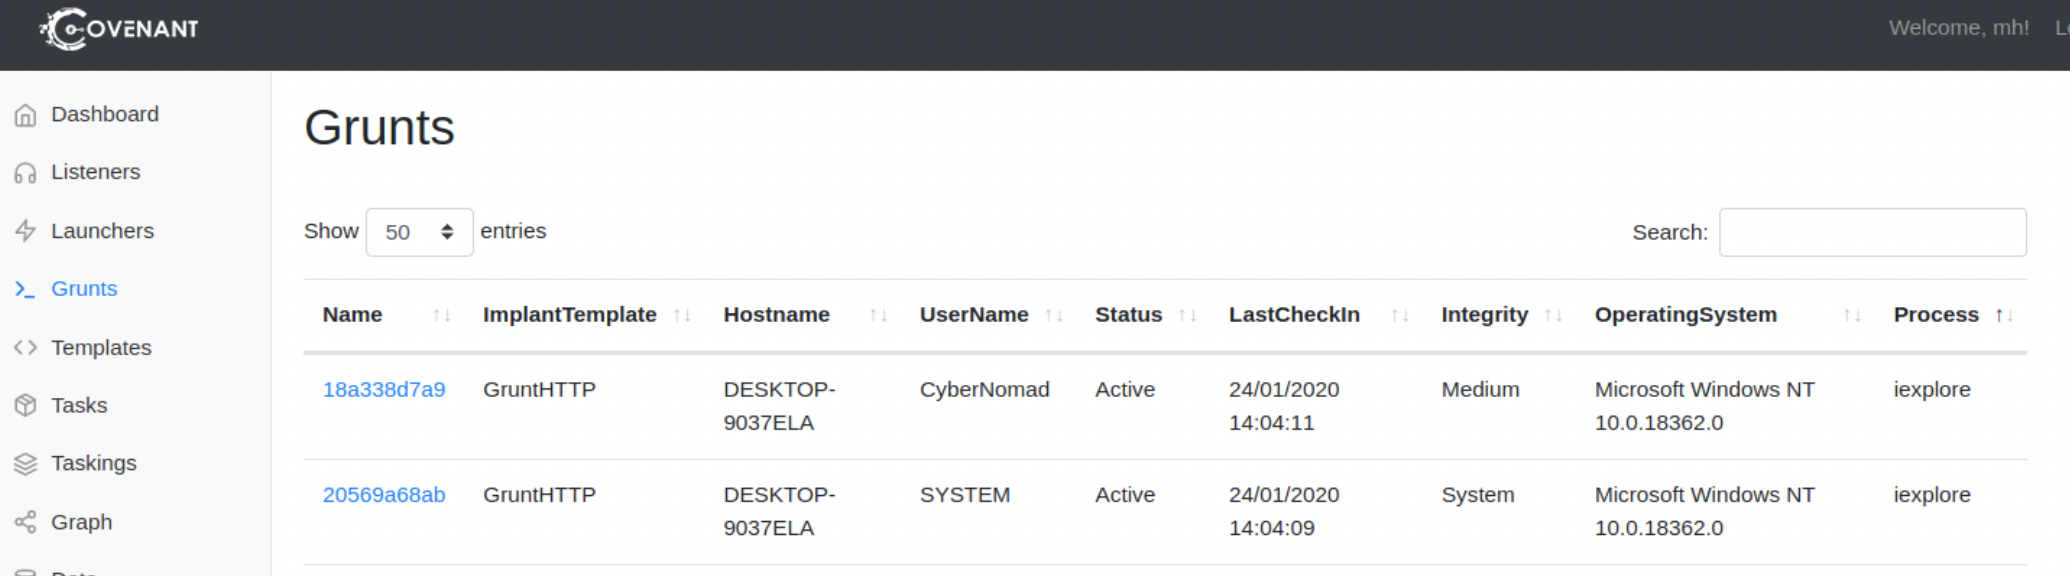 COVENANT
Welcome, mh!
Dashboard
Listeners
Launchers
Grunts
Templates
Tasks
Taskings
Graph
Grunts
Show 50 entries
Search:
Name ImplantTemplate Hostname UserName Status LastCheckIn Integrity OperatingSystem Process
18a338d7a9 GruntHTTP DESKTOP- CyberNomad Active 24/01/2020 Medium Microsoft Windows NT iexplore
9037ELA 14:04:11 10.0.18362.0
20569a68ab GruntHTTP DESKTOP- SYSTEM Active 24/01/2020 System Microsoft Windows NT iexplore
9037ELA 14:04:09 10.0.18362.0